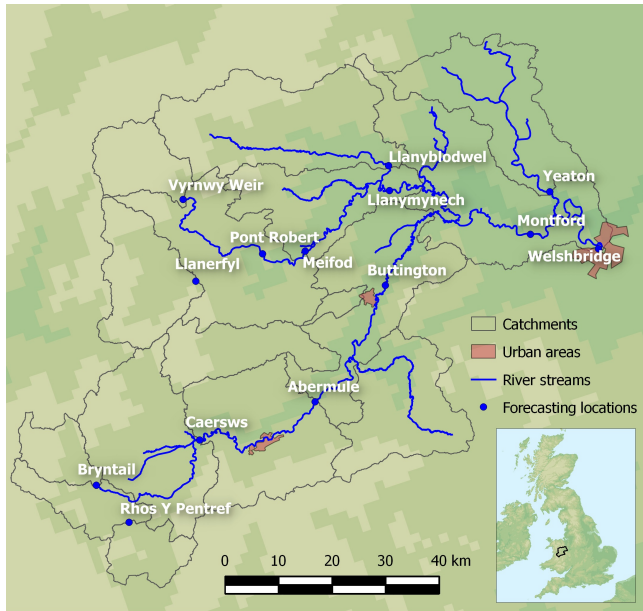 Llanyblodwel
Yeaton
Vyrnwy Weir
Llanymynech
Montford
Pont Robert
Welshbridge
Meifod
Llanerfyl
Buttington
Catchments
Urban areas
River streams
Forecasting locations
Abermule
Caersws
Bryntail
Rhos Y Pentref
0 10 20 30 40 km